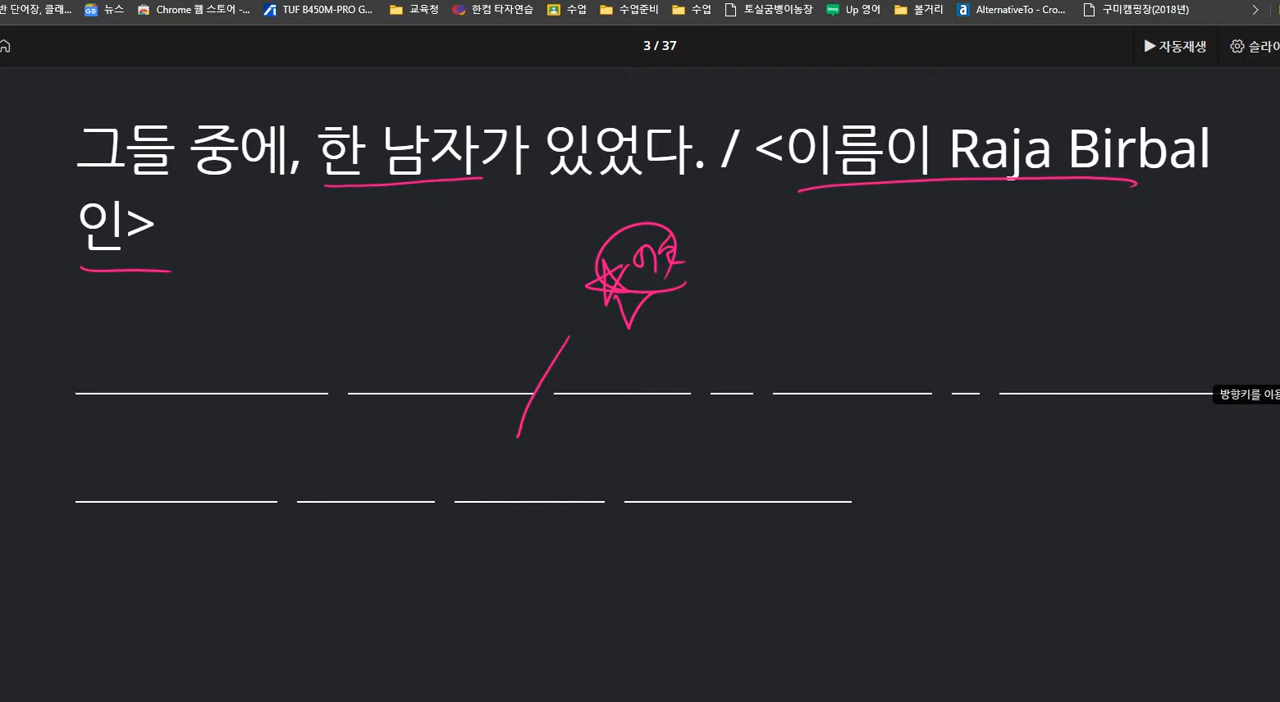 반 단어장, 클래... 뉴스 Chrome 웹 스토어 -... TUF B450M-PRO G... 교육청 한컴 타자연습 수업 수업준비 수업 토실굼벵이농장 Up 영어 볼거리 AlternativeTo - Cro... 구미캠핑장(2018년)
3 / 37
자동재생 슬라이
그들 중에, 한 남자가 있었다. / <이름이 Raja Birbal
인>
방향키를 이용